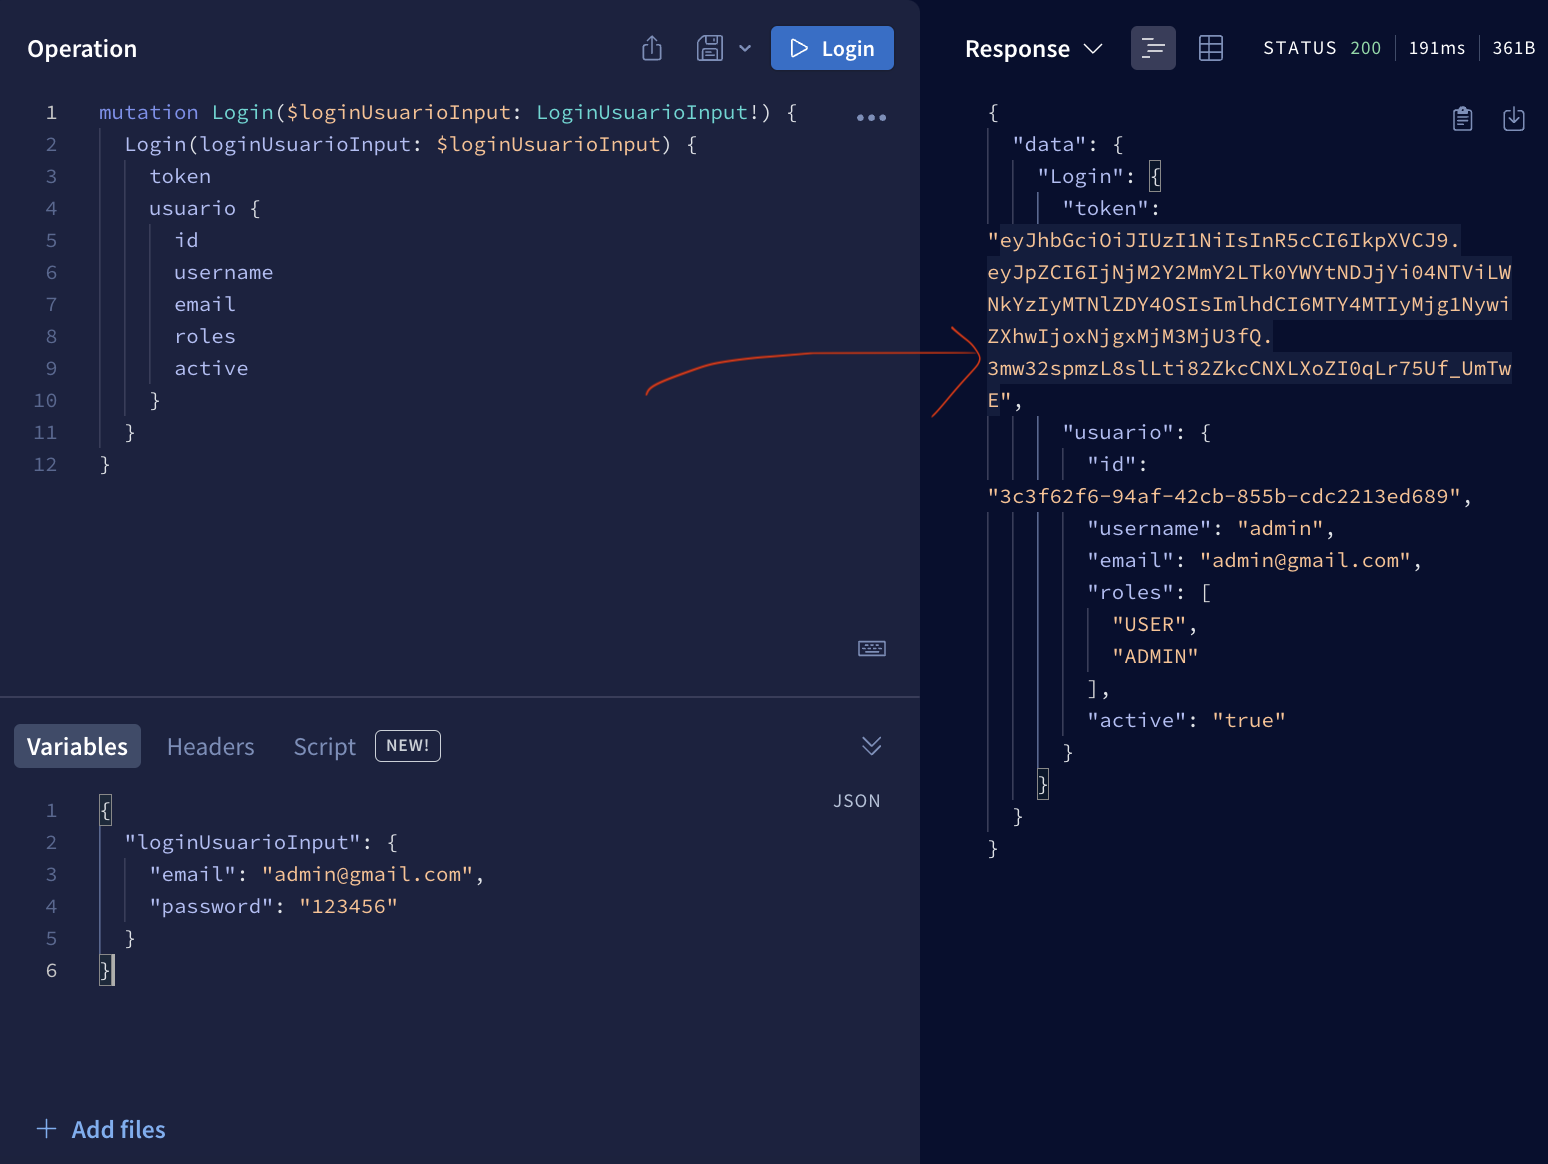 Operation
Login
1 mutation Login($loginUsuarioInput: LoginUsuarioInput!) {
2 Login(loginUsuarioInput: $loginUsuarioInput) {
3 token
4 usuario {
5 id
6 username
7 email
8 roles
9 active
10 }
11 }
12 }
Variables Headers Script NEW!
JSON
1 {
2 "loginUsuarioInput": {
3 "email": "admin@gmail.com",
4 "password": "123456"
5 }
6 }
+ Add files
Response STATUS 200 191ms 361B
{
"data": {
"Login": {
"token":
"eyJhbGciOiJIUzI1NiIsInR5cCI6IkpXVCJ9.
eyJpZCI6IjNjM2Y2MmY2LTk0YWYtNDJjYi04NTViLW
NkYzIyMTNlZDY4OSIsImlhdCI6MTY4MTIyMjg1Nywi
ZXhwIjoxNjgxMjM3MjU3fQ.
3mw32spmzL8slLti82ZkcCNXLXoZI0qLr75Uf_UmTw
E",
"usuario": {
"id":
"3c3f62f6-94af-42cb-855b-cdc2213ed689",
"username": "admin",
"email": "admin@gmail.com",
"roles": [
"USER",
"ADMIN"
],
"active": "true"
}
}
}
}